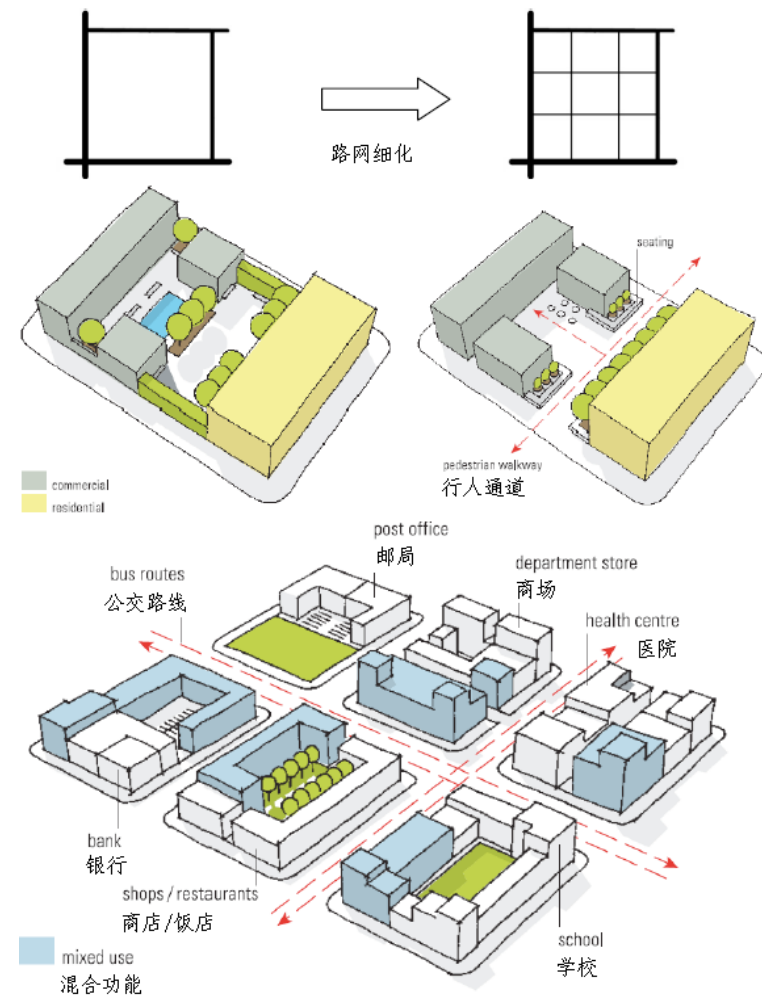 路网细化
seating
pedestrian walkway
行人通道
commercial
residential
post office
邮局
department store
商场
bus routes
公交路线
health centre
医院
bank
银行
shops / restaurants
商店/饭店
school
学校
mixed use
混合功能